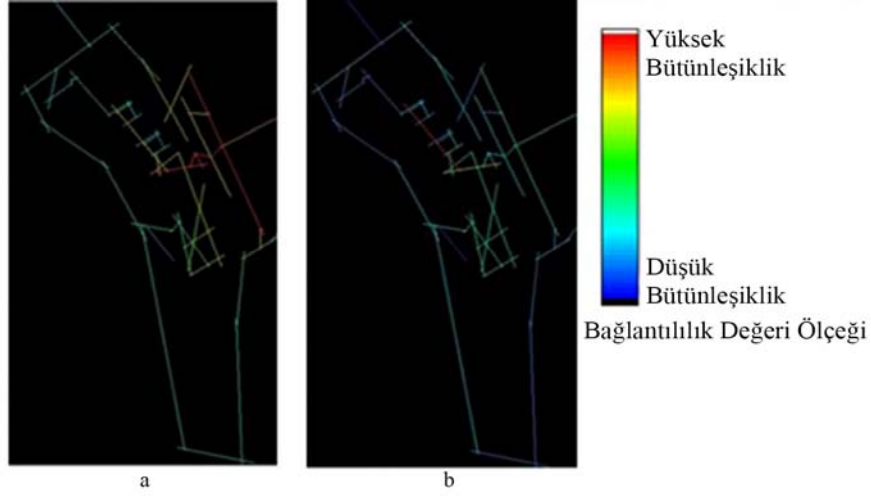 Yüksek
Bütünleşiklik
Düşük
Bütünleşiklik
Bağlantılılık Değeri Ölçeği
a
b